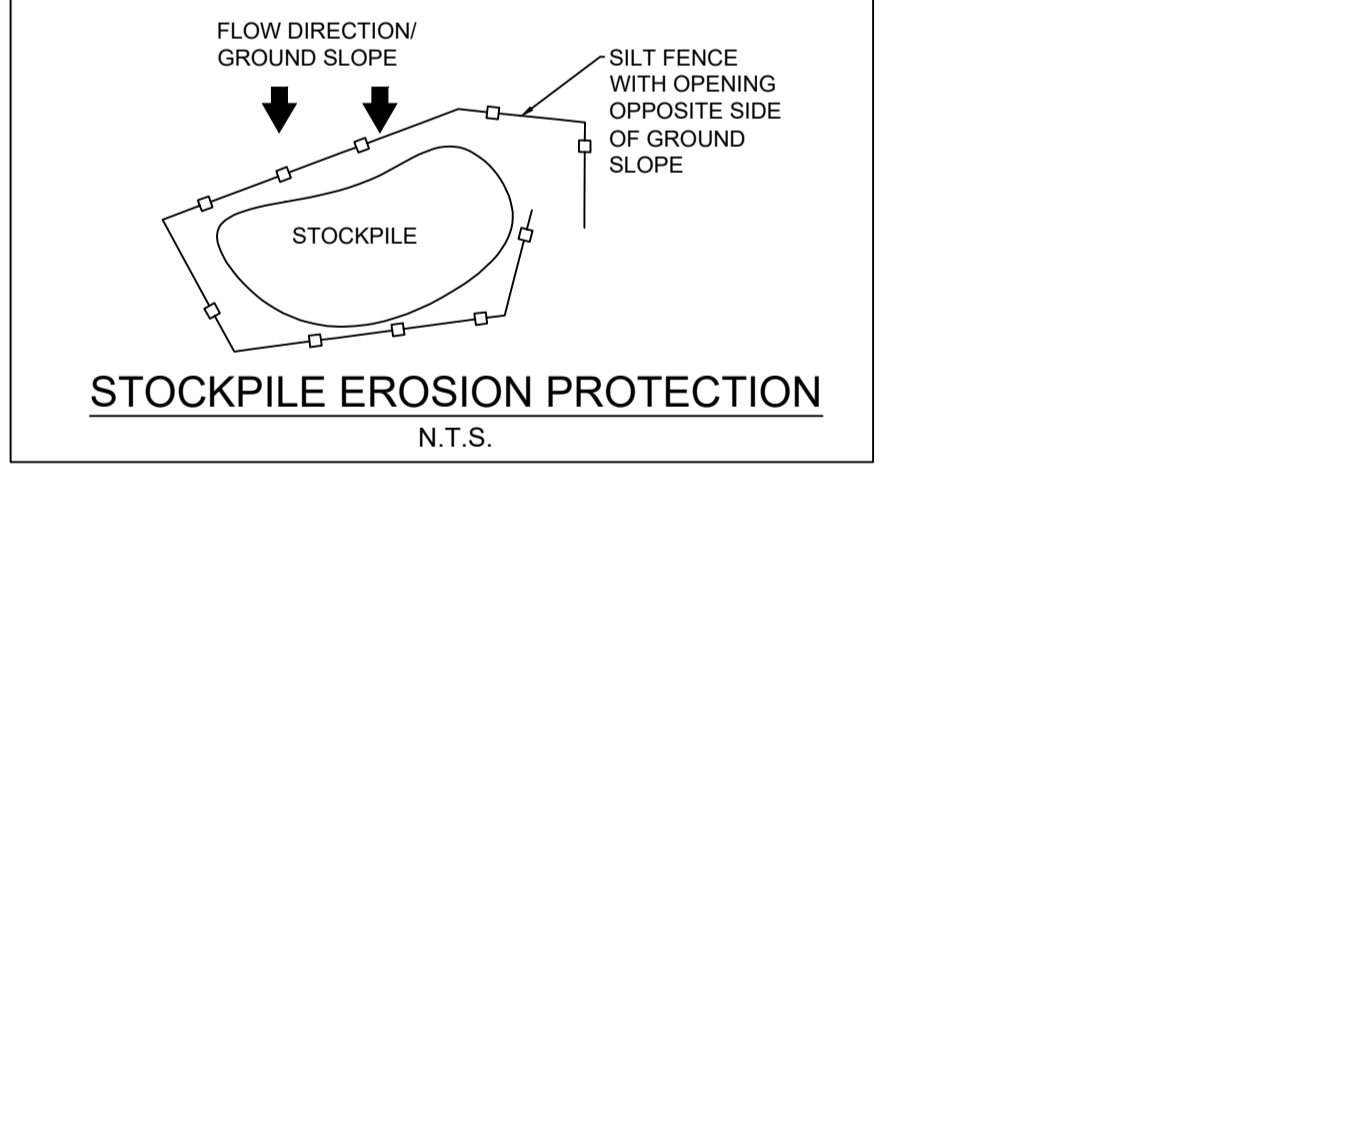 FLOW DIRECTION/
GROUND SLOPE
SILT FENCE
WITH OPENING
OPPOSITE SIDE
OF GROUND
SLOPE
STOCKPILE
STOCKPILE EROSION PROTECTION
N.T.S.